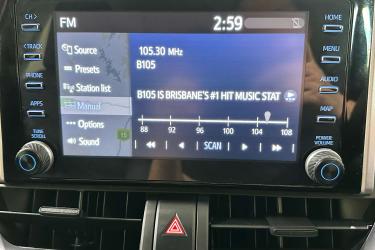 FM
2:59
CH >
< TRACK
PHONE
APPS
TUNE
SCROLL
HOME
MENU
AUDIO
MAP
POWER
VOLUME
Source
Presets
Station list
Manual
Options
Sound
105.30 MHz
B105
B105 IS BRISBANE'S #1 HIT MUSIC STAT
88 92 96 100 104 108
SCAN
15